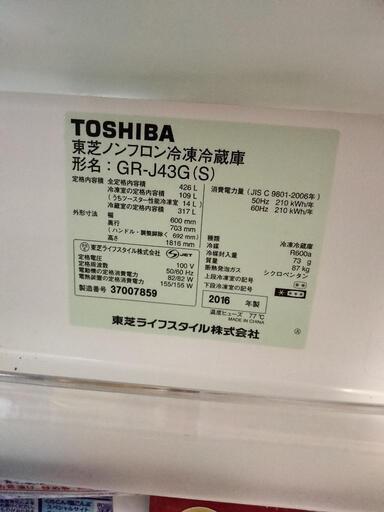 TOSHIBA
東芝ノンフロン冷凍冷蔵庫
形名：GR-J43G(S)
定格内容積 全定格内容積 426 L
冷凍室の定格内容積 109 L
(うちツースター性能冷凍室 14 L)
冷蔵室の定格内容積 317 L
外形寸法 幅 600 mm
奥行 703 mm
(ハンドル・調整脚除く 692 mm)
高さ 1816 mm
東芝ライフスタイル株式会社 JET
定格電圧 100 V
定格周波数 50/60 Hz
電動機の定格消費電力 82/82 W
電熱装置の定格消費電力 155/155 W
製造番号 37007859
消費電力量 (JIS C 9801-2006年)
50Hz 210 kWh/年
60Hz 210 kWh/年
種類 冷凍冷蔵庫
冷媒 R600a
冷媒封入量 73 g
質量 87 kg
断熱発泡ガス シクロペンタン
上段冷凍室の記号
下段冷凍室の記号
2016 年製
温度ヒューズ 77℃
MADE IN CHINA
東芝ライフスタイル株式会社
Ⓐ